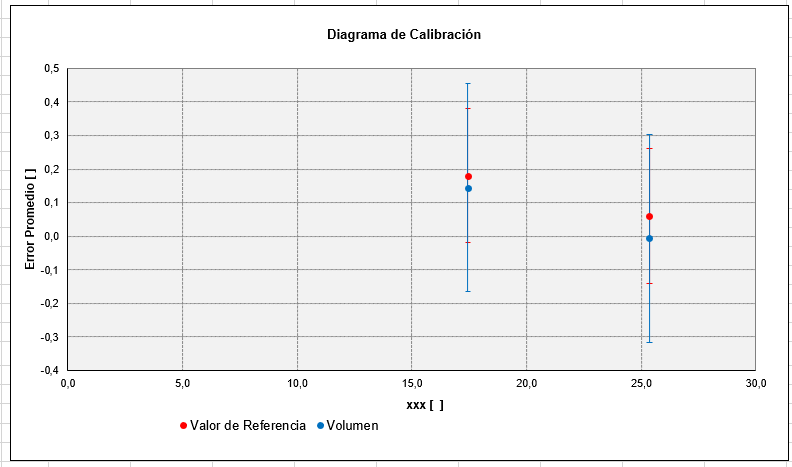 Diagrama de Calibración
Error Promedio [ ]
0,5
0,4
0,3
0,2
0,1
0,0
-0,1
-0,2
-0,3
-0,4
0,0 5,0 10,0 15,0 20,0 25,0 30,0
xxx [ ]
Valor de Referencia Volumen